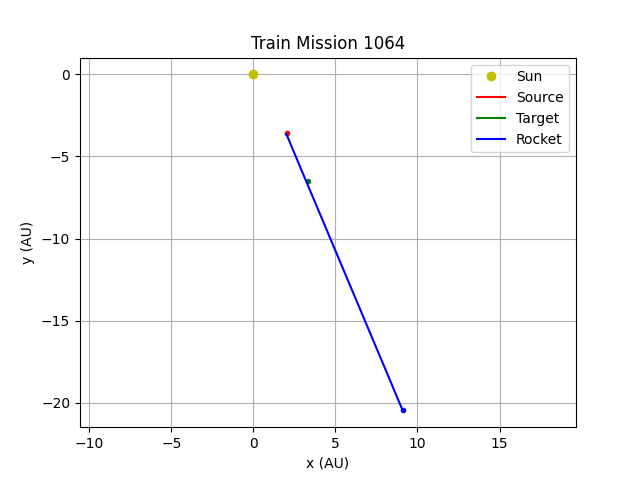 Train Mission 1064
Sun
Source
Target
Rocket
0
−5
−10
−15
−20
y (AU)
−10 −5 0 5 10 15
x (AU)